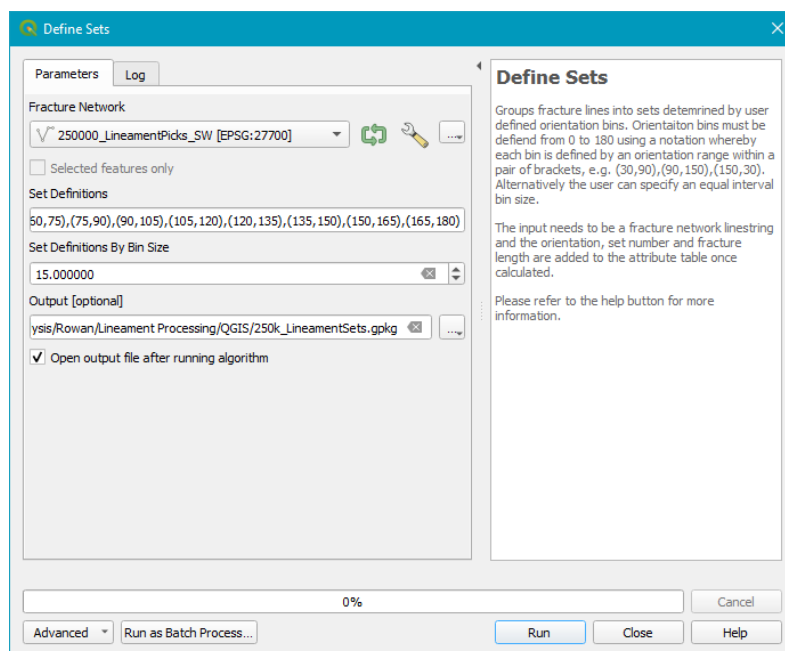 Define Sets
Parameters
Log
Fracture Network
250000_LineamentPicks_SW [EPSG:27700]
...
Selected features only
Set Definitions
60,75),(75,90),(90,105),(105,120),(120,135),(135,150),(150,165),(165,180)
Set Definitions By Bin Size
15.000000
Output [optional]
ysis/Rowan/Lineament Processing/QGIS/250k_LineamentSets.gpkg
...
Open output file after running algorithm
Define Sets
Groups fracture lines into sets detemrined by user
defined orientation bins. Orientaiton bins must be
defiend from 0 to 180 using a notation whereby
each bin is defined by an orientation range within a
pair of brackets, e.g. (30,90),(90,150),(150,30).
Alternatively the user can specify an equal interval
bin size.
The input needs to be a fracture network linestring
and the orientation, set number and fracture
length are added to the attribute table once
calculated.
Please refer to the help button for more
information.
0%
Cancel
Advanced
Run as Batch Process...
Run
Close
Help